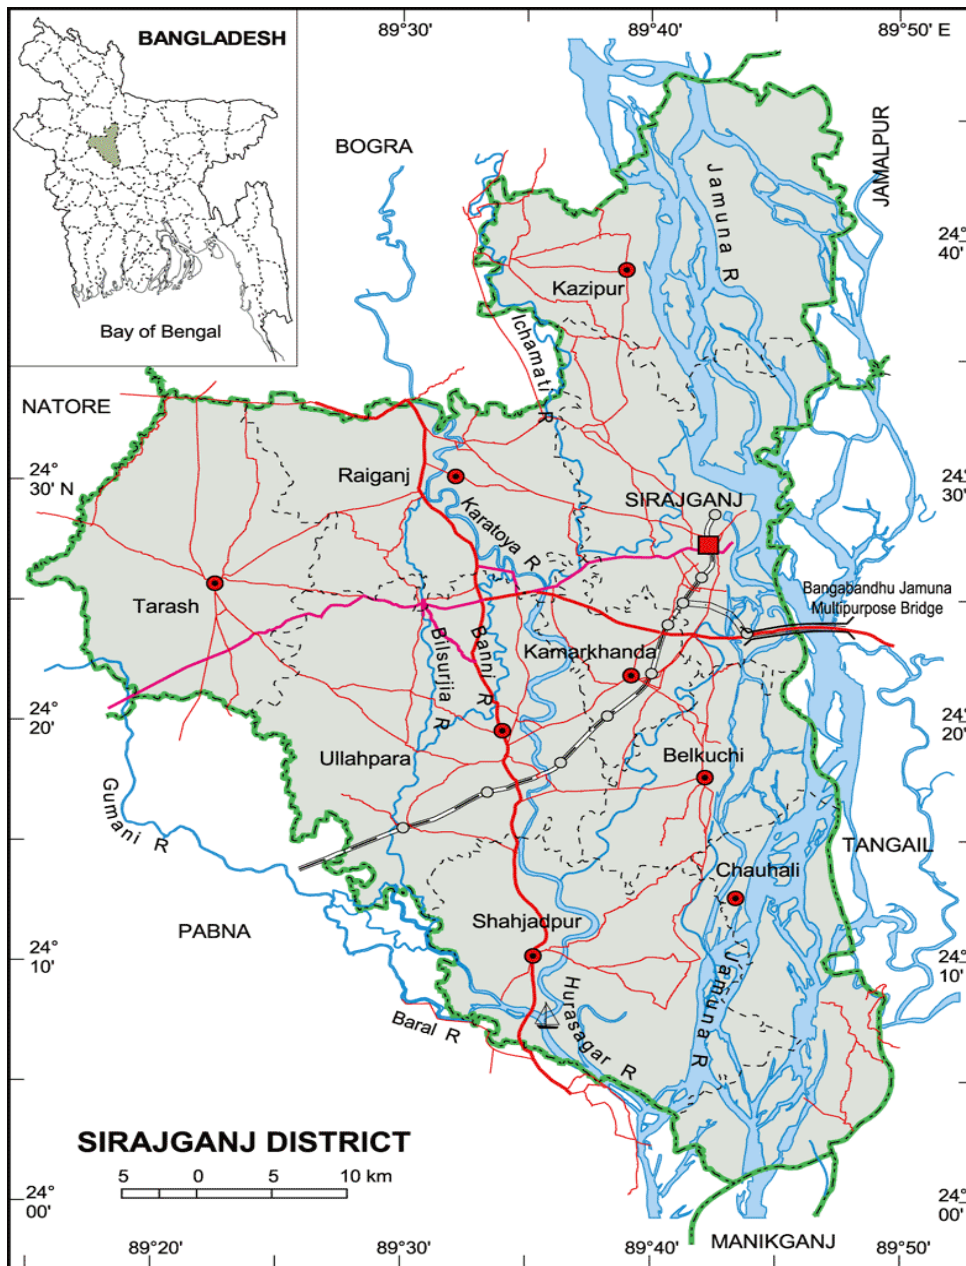 BANGLADESH
Bay of Bengal
89°30'
89°40'
89°50' E
BOGRA
JAMALPUR
Jamuna R
24°
40'
24°
40'
Kazipur
Ichamati R
NATORE
Raiganj
24°
30' N
24°
30'
SIRAJGANJ
Karatoya R
Bangabandhu Jamuna
Multipurpose Bridge
Tarash
Bilsurjia R
Banni R
Kamarkhanda
24°
20'
24°
20'
Ullahpara
Belkuchi
Gumani R
TANGAIL
Chauhali
Shahjadpur
PABNA
24°
10'
24°
10'
Jamuna R
Hurasagar R
Baral R
SIRAJGANJ DISTRICT
5 0 5 10 km
24°
00'
24°
00'
MANIKGANJ
89°20'
89°30'
89°40'
89°50'